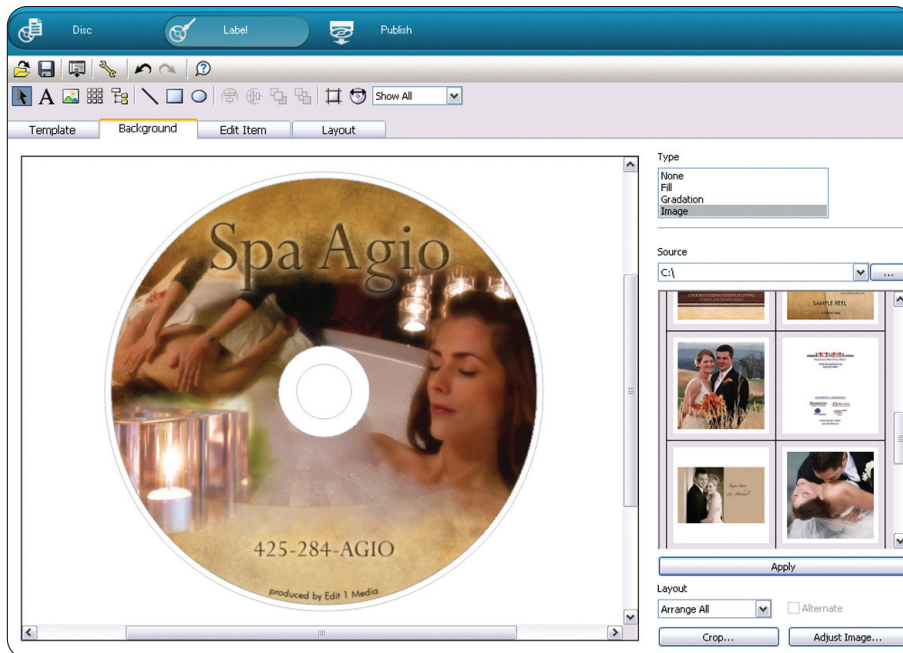 Disc
Label
Publish
A
Show All
Template
Background
Edit Item
Layout
Type
None
Fill
Gradation
Image
Source
C:\
...
Spa Agio
425-284-AGIO
produced by Edit 1 Media
SAMPLE REEL
Apply
Layout
Arrange All
Alternate
Crop...
Adjust Image...